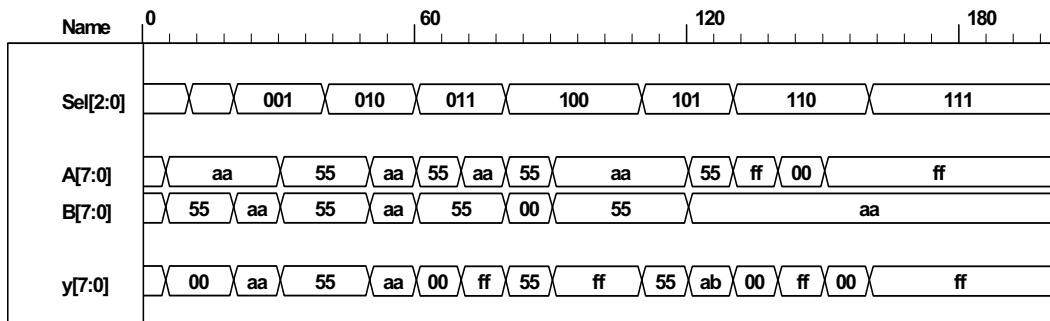 Name 0 60 120 180
Sel[2:0] 001 010 011 100 101 110 111
A[7:0] aa 55 aa 55 aa 55 aa 55 ff 00 ff
B[7:0] 55 aa 55 aa 55 00 55 aa
y[7:0] 00 aa 55 aa 00 ff 55 ff 55 ab 00 ff 00 ff